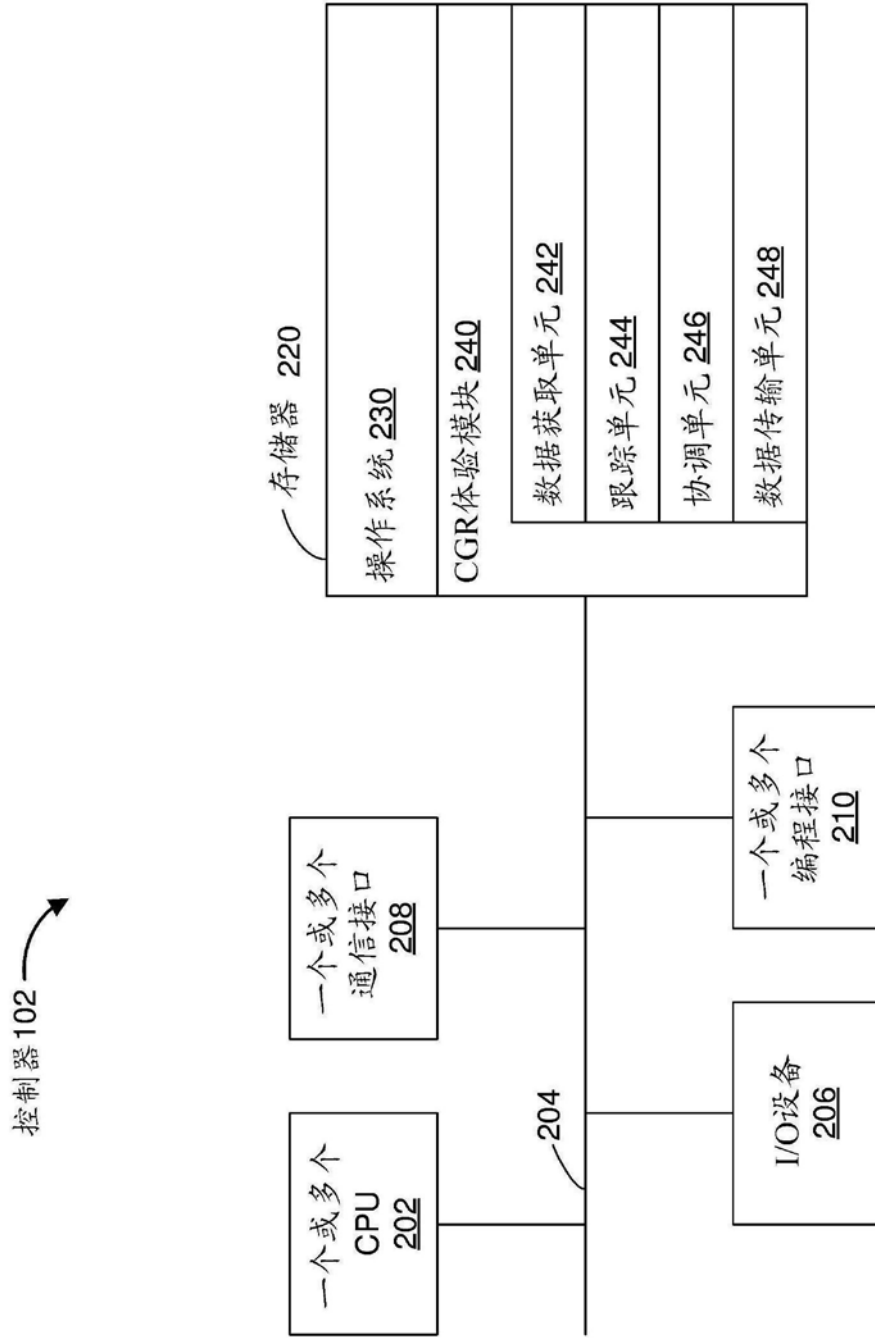 控制器 102
一个或多个
CPU
202
一个或多个
通信接口
208
204
I/O设备
206
一个或多个
编程接口
210
存储器 220
操作系统 230
CGR体验模块 240
数据获取单元 242
跟踪单元 244
协调单元 246
数据传输单元 248